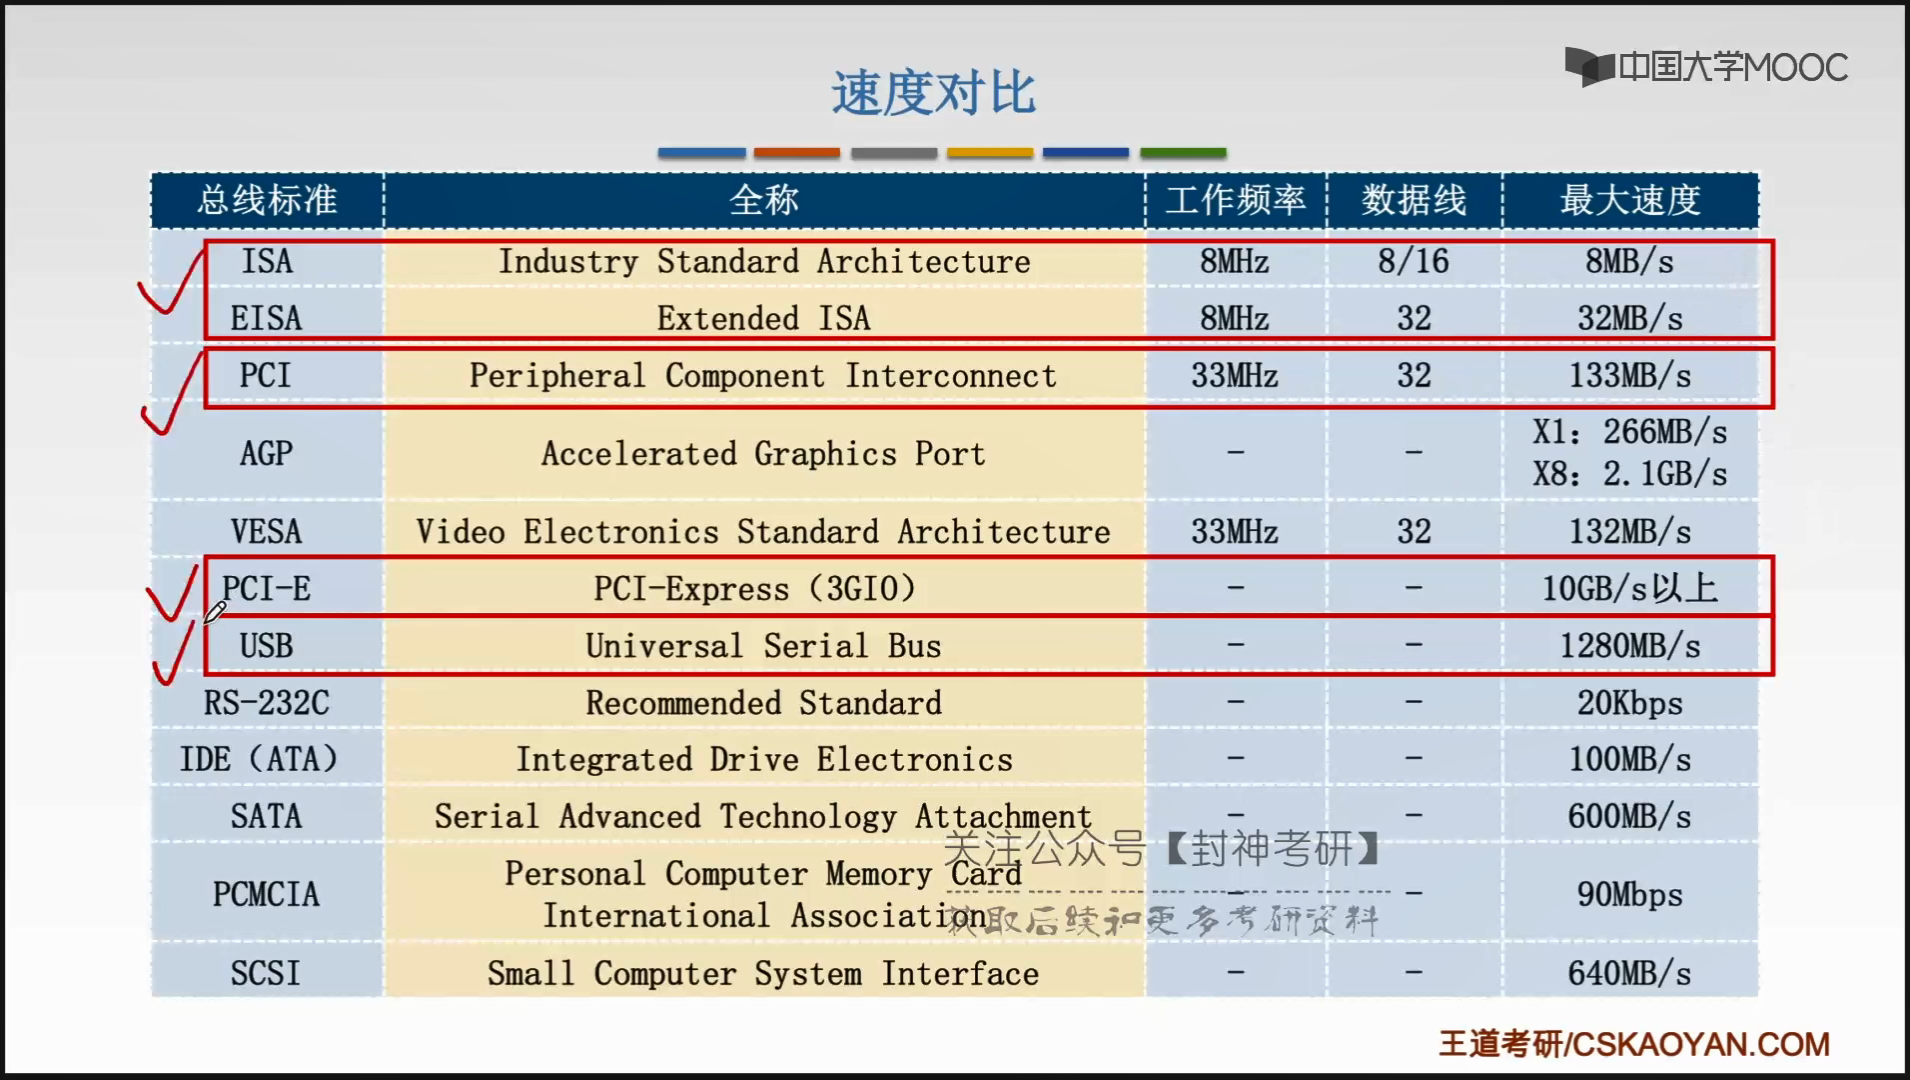 中国大学MOOC
速度对比
总线标准 全称 工作频率 数据线 最大速度
ISA Industry Standard Architecture 8MHz 8/16 8MB/s
EISA Extended ISA 8MHz 32 32MB/s
PCI Peripheral Component Interconnect 33MHz 32 133MB/s
AGP Accelerated Graphics Port - - X1: 266MB/s
X8: 2.1GB/s
VESA Video Electronics Standard Architecture 33MHz 32 132MB/s
PCI-E PCI-Express（3GIO） - - 10GB/s以上
USB Universal Serial Bus - - 1280MB/s
RS-232C Recommended Standard - - 20Kbps
IDE（ATA） Integrated Drive Electronics - - 100MB/s
SATA Serial Advanced Technology Attachment - - 600MB/s
关注公众号【封神考研】
PCMCIA Personal Computer Memory Card
International Association - - 90Mbps
获取后续和更多考研资料
SCSI Small Computer System Interface - - 640MB/s
王道考研/CSKAOYAN.COM